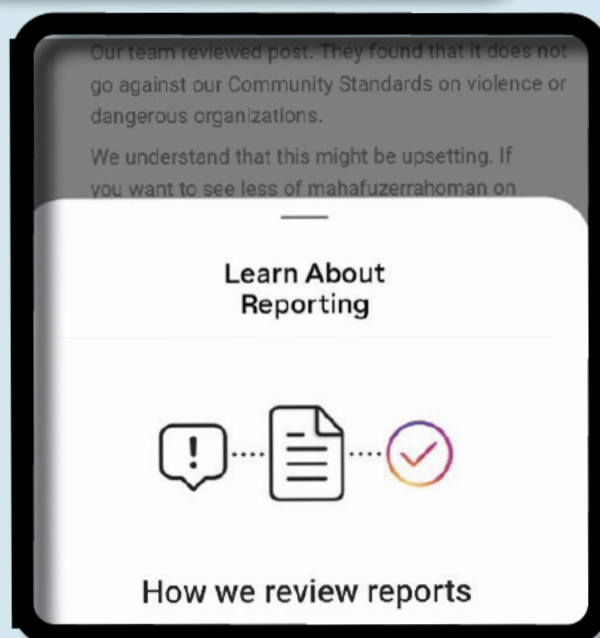 Our team reviewed post. They found that it does not
go against our Community Standards on violence or
dangerous organizations.
We understand that this might be upsetting. If
you want to see less of mahafuzerrahoman on
Learn About
Reporting
How we review reports